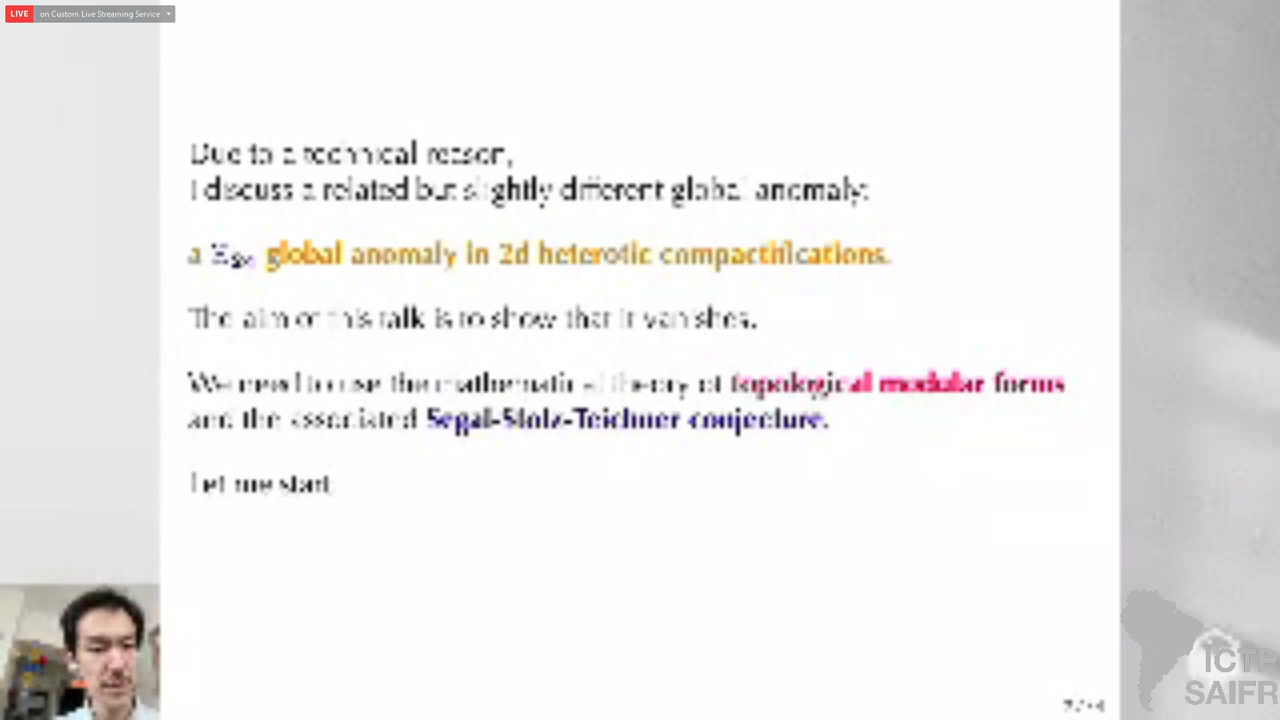 LIVE on Custom Live Streaming Service
Due to a technical reason,
I discuss a related but slightly different global anomaly:
a ℤ₂₄ global anomaly in 2d heterotic compactifications.
The aim of this talk is to show that it vanishes.
We need to use the mathematical theory of topological modular forms
and the associated Segal-Stolz-Teichner conjecture.
Let me start
ICTP
SAIFR